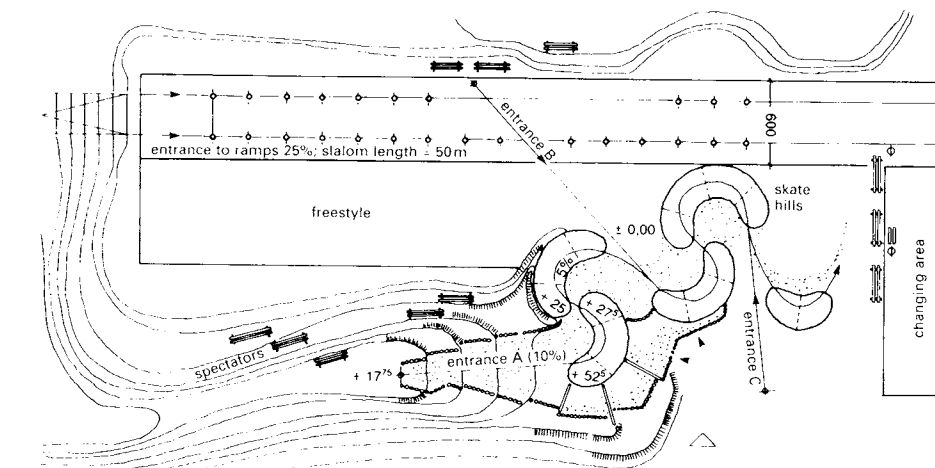 entrance B
600
entrance to ramps 25%; slalom length = 50m
freestyle
skate
hills
± 0,00
5%
+ 25
+ 27⁵
changing area
entrance C
spectators
entrance A (10%)
+ 17⁷⁵
+ 52⁵